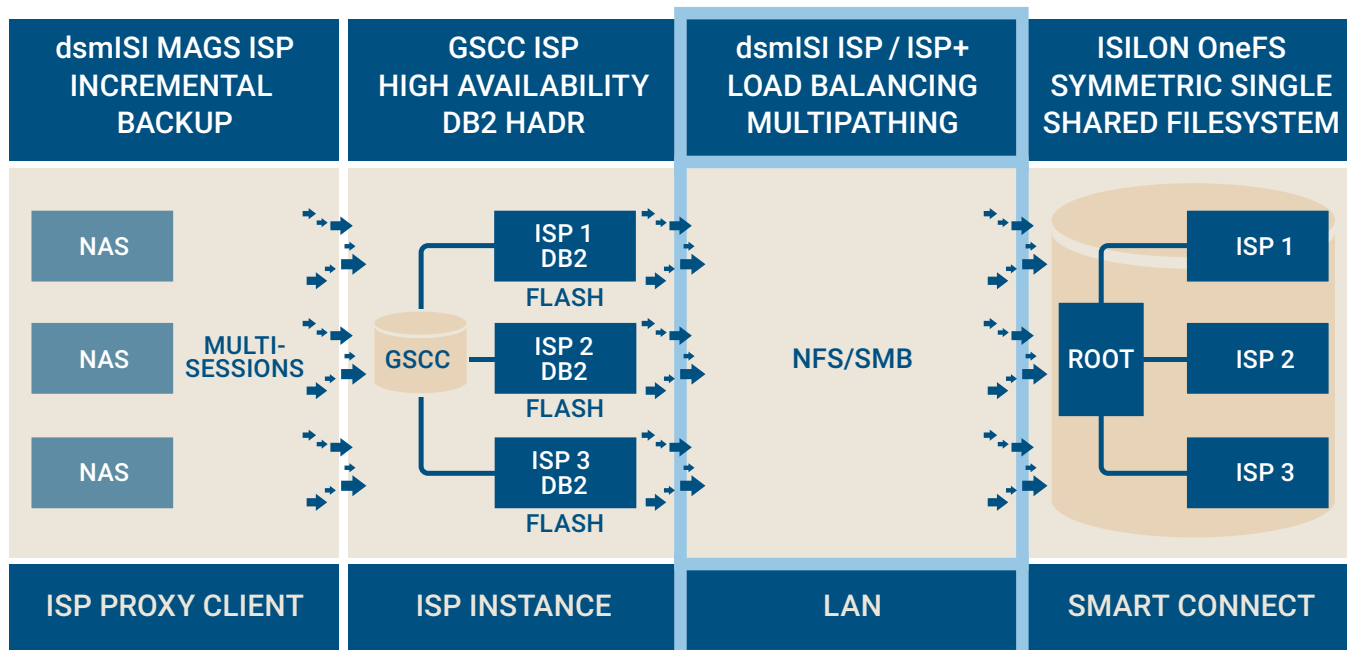 dsmISI MAGS ISP
INCREMENTAL
BACKUP
GSCC ISP
HIGH AVAILABILITY
DB2 HADR
dsmISI ISP / ISP+
LOAD BALANCING
MULTIPATHING
ISILON OneFS
SYMMETRIC SINGLE
SHARED FILESYSTEM
NAS
NAS
NAS
MULTI-
SESSIONS
GSCC
ISP 1
DB2
FLASH
ISP 2
DB2
FLASH
ISP 3
DB2
FLASH
NFS/SMB
ROOT
ISP 1
ISP 2
ISP 3
ISP PROXY CLIENT
ISP INSTANCE
LAN
SMART CONNECT